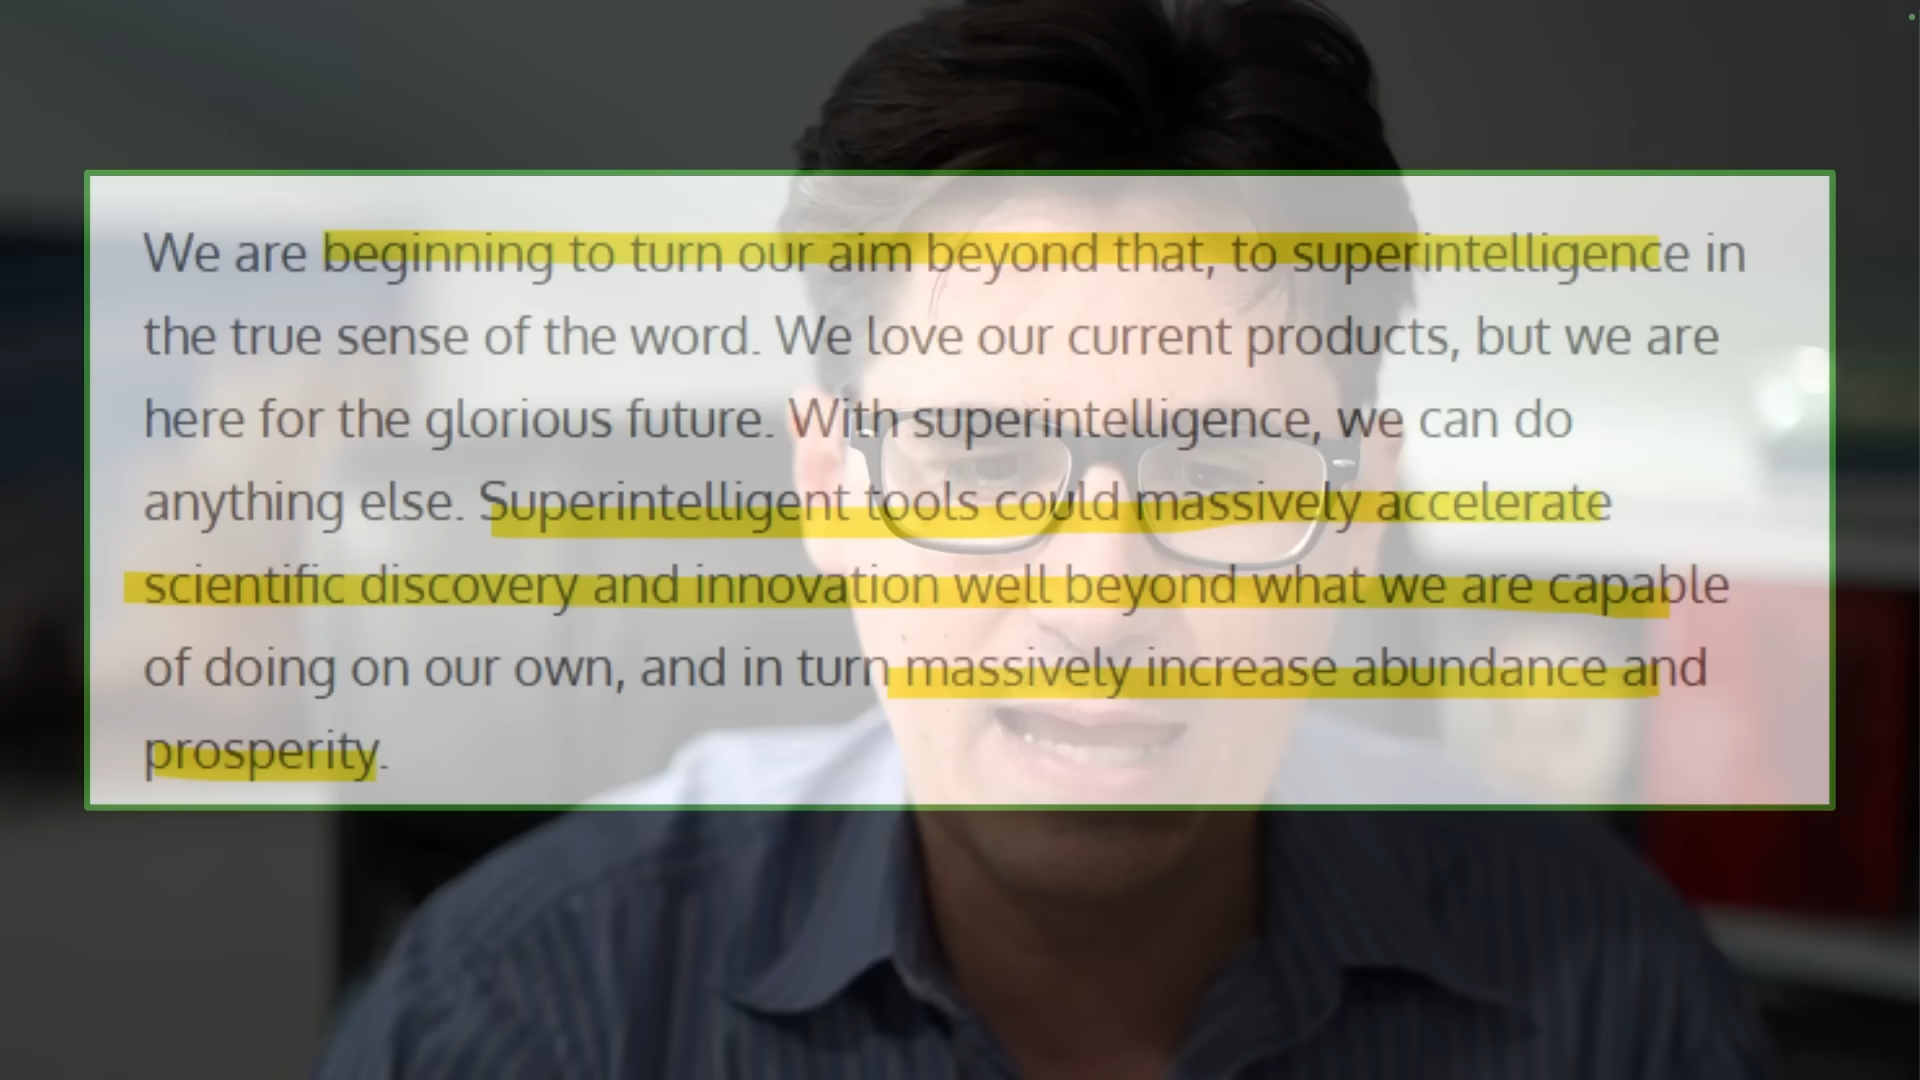 We are beginning to turn our aim beyond that, to superintelligence in
the true sense of the word. We love our current products, but we are
here for the glorious future. With superintelligence, we can do
anything else. Superintelligent tools could massively accelerate
scientific discovery and innovation well beyond what we are capable
of doing on our own, and in turn massively increase abundance and
prosperity.